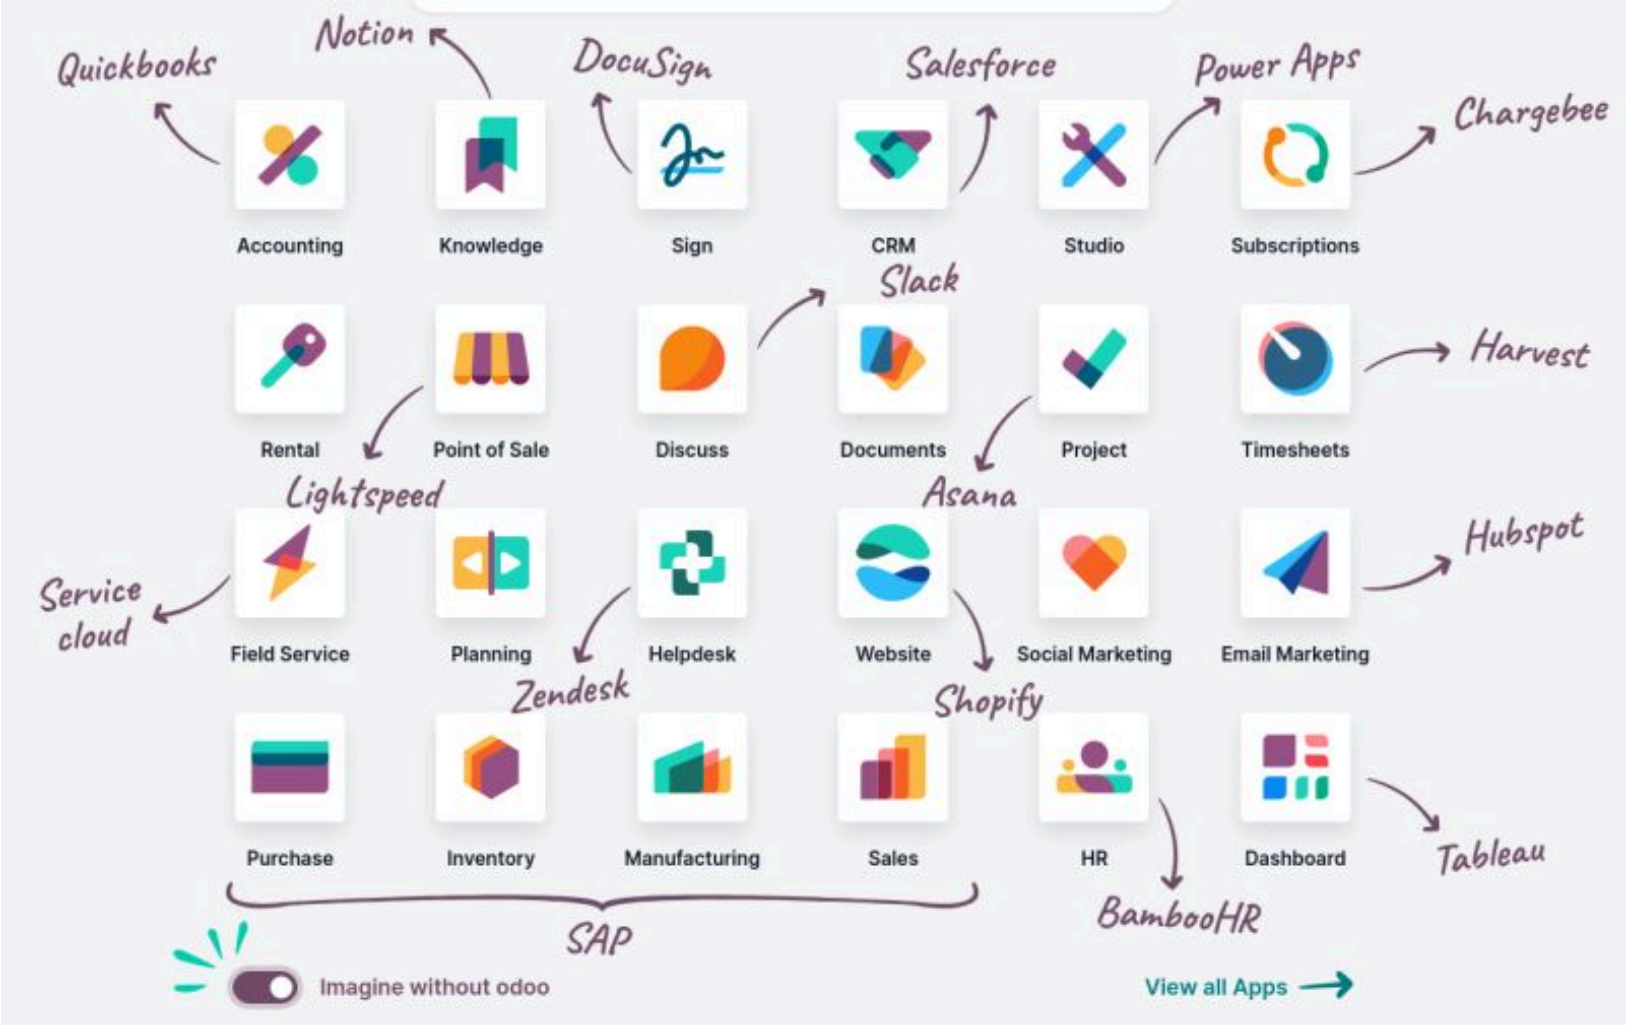 Notion
Quickbooks
DocuSign
Salesforce
Power Apps
Chargebee
Accounting
Knowledge
Sign
CRM
Studio
Subscriptions
Slack
Harvest
Rental
Point of Sale
Discuss
Documents
Project
Timesheets
Lightspeed
Asana
Hubspot
Service
cloud
Field Service
Planning
Helpdesk
Website
Social Marketing
Email Marketing
Zendesk
Shopify
Purchase
Inventory
Manufacturing
Sales
HR
Dashboard
Tableau
BambooHR
SAP
Imagine without odoo
View all Apps